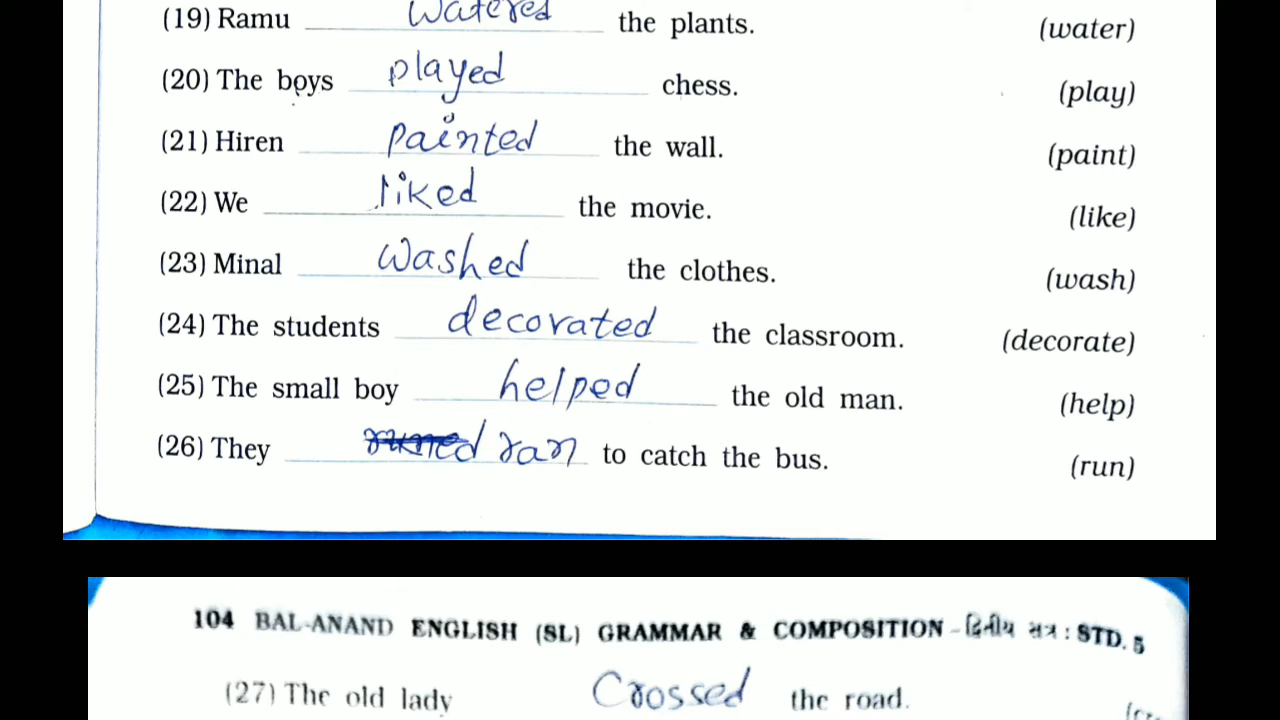 (19) Ramu watered the plants. (water)
(20) The boys played chess. (play)
(21) Hiren painted the wall. (paint)
(22) We liked the movie. (like)
(23) Minal washed the clothes. (wash)
(24) The students decorated the classroom. (decorate)
(25) The small boy helped the old man. (help)
(26) They ran to catch the bus. (run)
104 BAL-ANAND ENGLISH (SL) GRAMMAR & COMPOSITION - દ્વિતીય સત્ર : STD. 5
(27) The old lady Crossed the road.